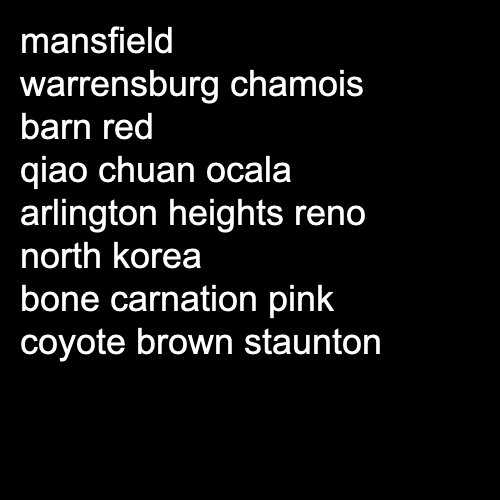 mansfield
warrensburg chamois
barn red
qiao chuan ocala
arlington heights reno
north korea
bone carnation pink
coyote brown staunton